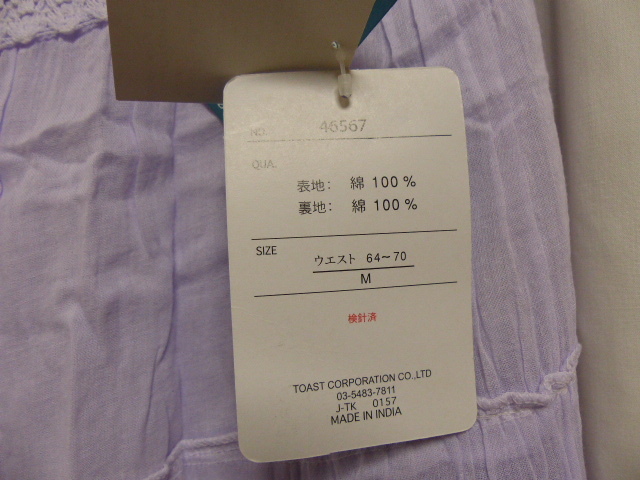 NO. 46567
QUA.
表地: 綿 100%
裏地: 綿 100%
SIZE
ウエスト 64~70
M
検針済
TOAST CORPORATION CO.,LTD
03-5483-7811
J-TK 0157
MADE IN INDIA